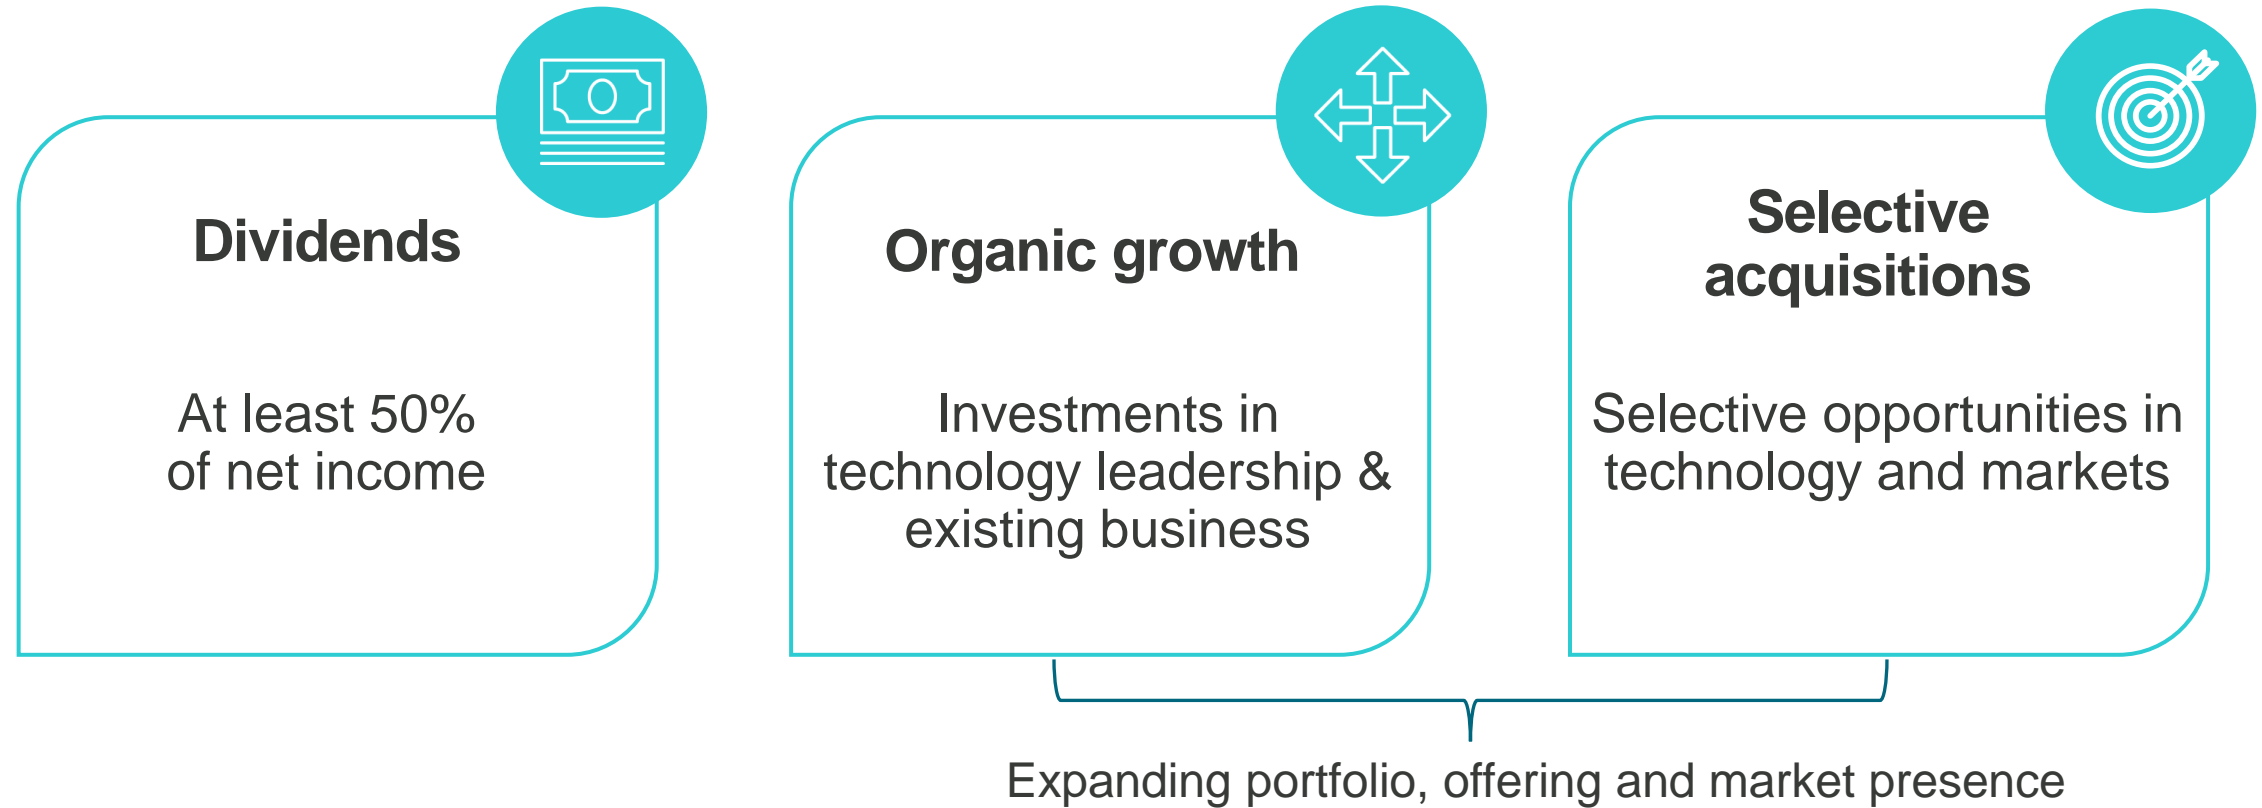 Dividends
At least 50%
of net income
Organic growth
Investments in
technology leadership &
existing business
Selective
acquisitions
Selective opportunities in
technology and markets
Expanding portfolio, offering and market presence